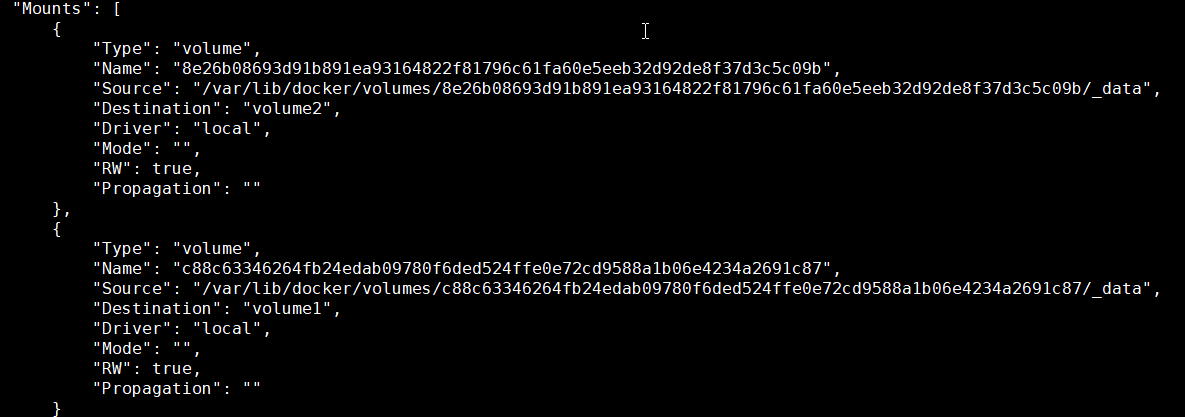 "Mounts": [
{
"Type": "volume",
"Name": "8e26b08693d91b891ea93164822f81796c61fa60e5eeb32d92de8f37d3c5c09b",
"Source": "/var/lib/docker/volumes/8e26b08693d91b891ea93164822f81796c61fa60e5eeb32d92de8f37d3c5c09b/_data",
"Destination": "volume2",
"Driver": "local",
"Mode": "",
"RW": true,
"Propagation": ""
},
{
"Type": "volume",
"Name": "c88c63346264fb24edab09780f6ded524ffe0e72cd9588a1b06e4234a2691c87",
"Source": "/var/lib/docker/volumes/c88c63346264fb24edab09780f6ded524ffe0e72cd9588a1b06e4234a2691c87/_data",
"Destination": "volume1",
"Driver": "local",
"Mode": "",
"RW": true,
"Propagation": ""
}